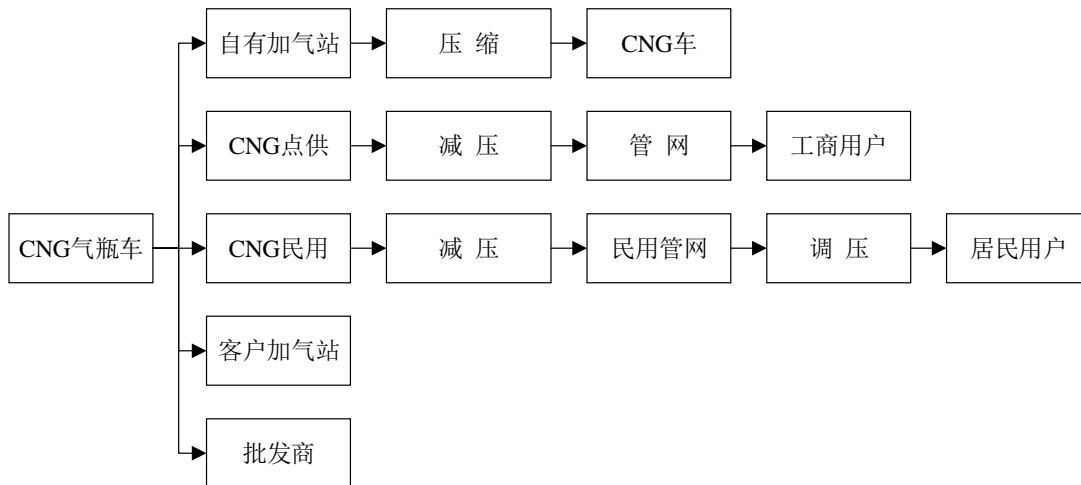 自有加气站
压 缩
CNG车
CNG点供
减 压
管 网
工商用户
CNG气瓶车
CNG民用
减 压
民用管网
调 压
居民用户
客户加气站
批发商